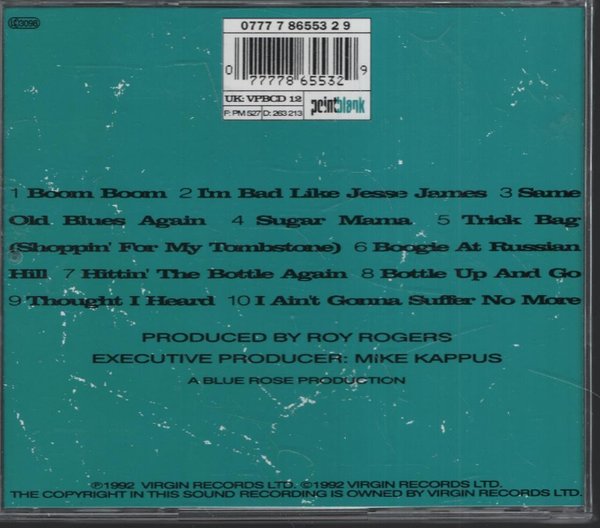 LC3098
0777 7 86553 2 9
0 77778 65532 9
UK: VPBCD 12
pointblank
F: PM 527 D: 263 213
1 Boom Boom 2 I'm Bad Like Jesse James 3 Same
Old Blues Again 4 Sugar Mama 5 Trick Bag
(Shoppin' For My Tombstone) 6 Boogie At Russian
Hill 7 Hittin' The Bottle Again 8 Bottle Up And Go
9 Thought I Heard 10 I Ain't Gonna Suffer No More
PRODUCED BY ROY ROGERS
EXECUTIVE PRODUCER: MiKE KAPPUS
A BLUE ROSE PRODUCTION
℗1992 VIRGIN RECORDS LTD. ©1992 VIRGIN RECORDS LTD.
THE COPYRIGHT IN THIS SOUND RECORDING IS OWNED BY VIRGIN RECORDS LTD.